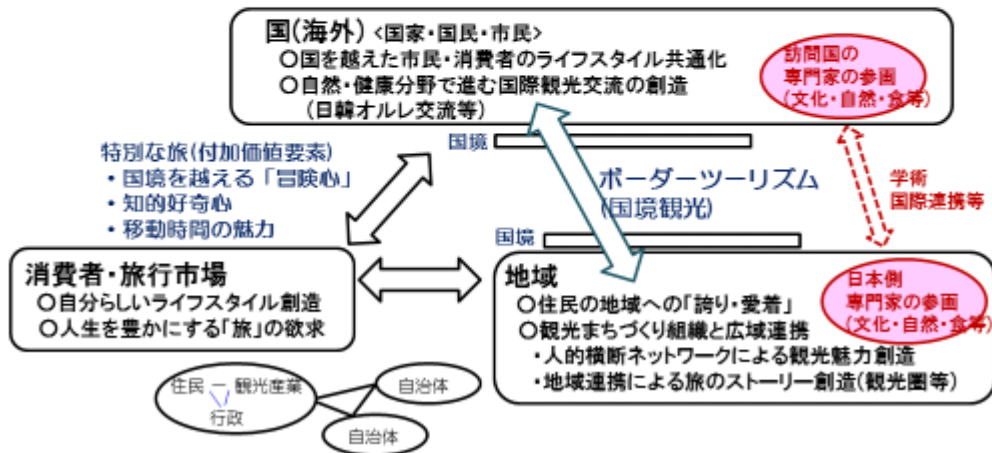 国(海外) <国家・国民・市民>
〇国を越えた市民・消費者のライフスタイル共通化
〇自然・健康分野で進む国際観光交流の創造
(日韓オルレ交流等)
訪問国の
専門家の参画
(文化・自然・食等)
国境
特別な旅(付加価値要素)
・国境を越える「冒険心」
・知的好奇心
・移動時間の魅力
ボーダーツーリズム
(国境観光)
学術
国際連携等
国境
消費者・旅行市場
〇自分らしいライフスタイル創造
〇人生を豊かにする「旅」の欲求
地域
〇住民の地域への「誇り・愛着」
〇観光まちづくり組織と広域連携
・人的横断ネットワークによる観光魅力創造
・地域連携による旅のストーリー創造(観光圏等)
日本側
専門家の参画
(文化・自然・食等)
住民 ― 観光産業
行政
自治体
自治体